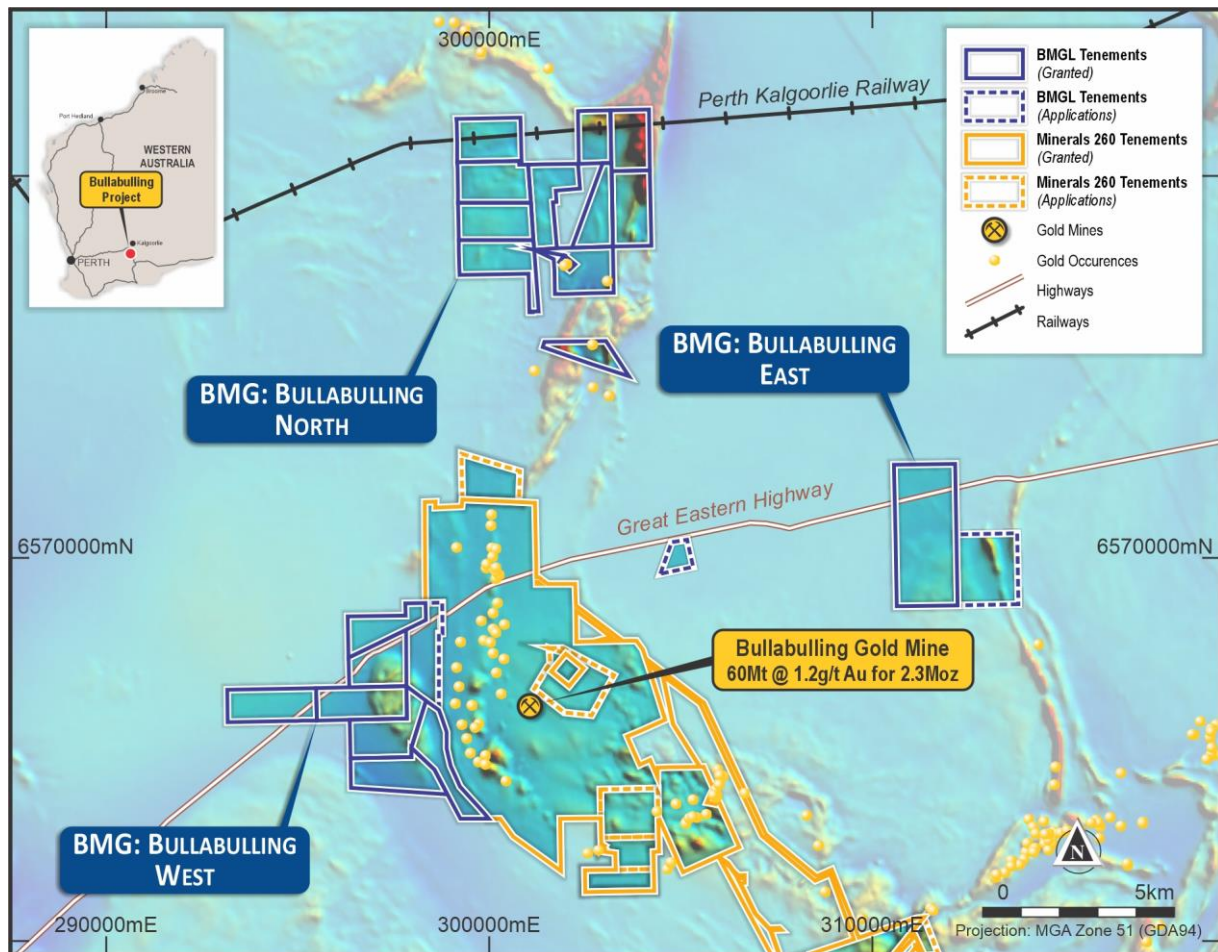 300000mE
Broome
Port Hedland
WESTERN
AUSTRALIA
Bullabulling
Project
Kalgoorlie
PERTH
Perth Kalgoorlie Railway
BMGL Tenements
(Granted)
BMGL Tenements
(Applications)
Minerals 260 Tenements
(Granted)
Minerals 260 Tenements
(Applications)
Gold Mines
Gold Occurences
Highways
Railways
BMG: BULLABULLING
EAST
BMG: BULLABULLING
NORTH
Great Eastern Highway
6570000mN
6570000mN
Bullabulling Gold Mine
60Mt @ 1.2g/t Au for 2.3Moz
BMG: BULLABULLING
WEST
N
0 5km
290000mE
300000mE
310000mE
Projection: MGA Zone 51 (GDA94)